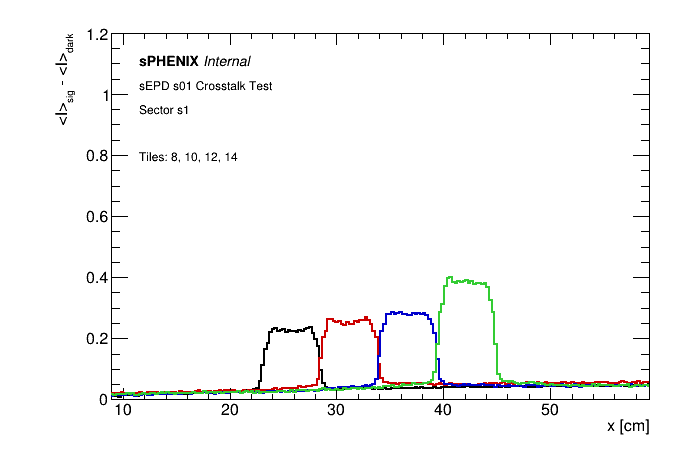 1.2
<I>sig - <I>dark
sPHENIX Internal
sEPD s01 Crosstalk Test
1
Sector s1
0.8
Tiles: 8, 10, 12, 14
0.6
0.4
0.2
0
10 20 30 40 50
x [cm]